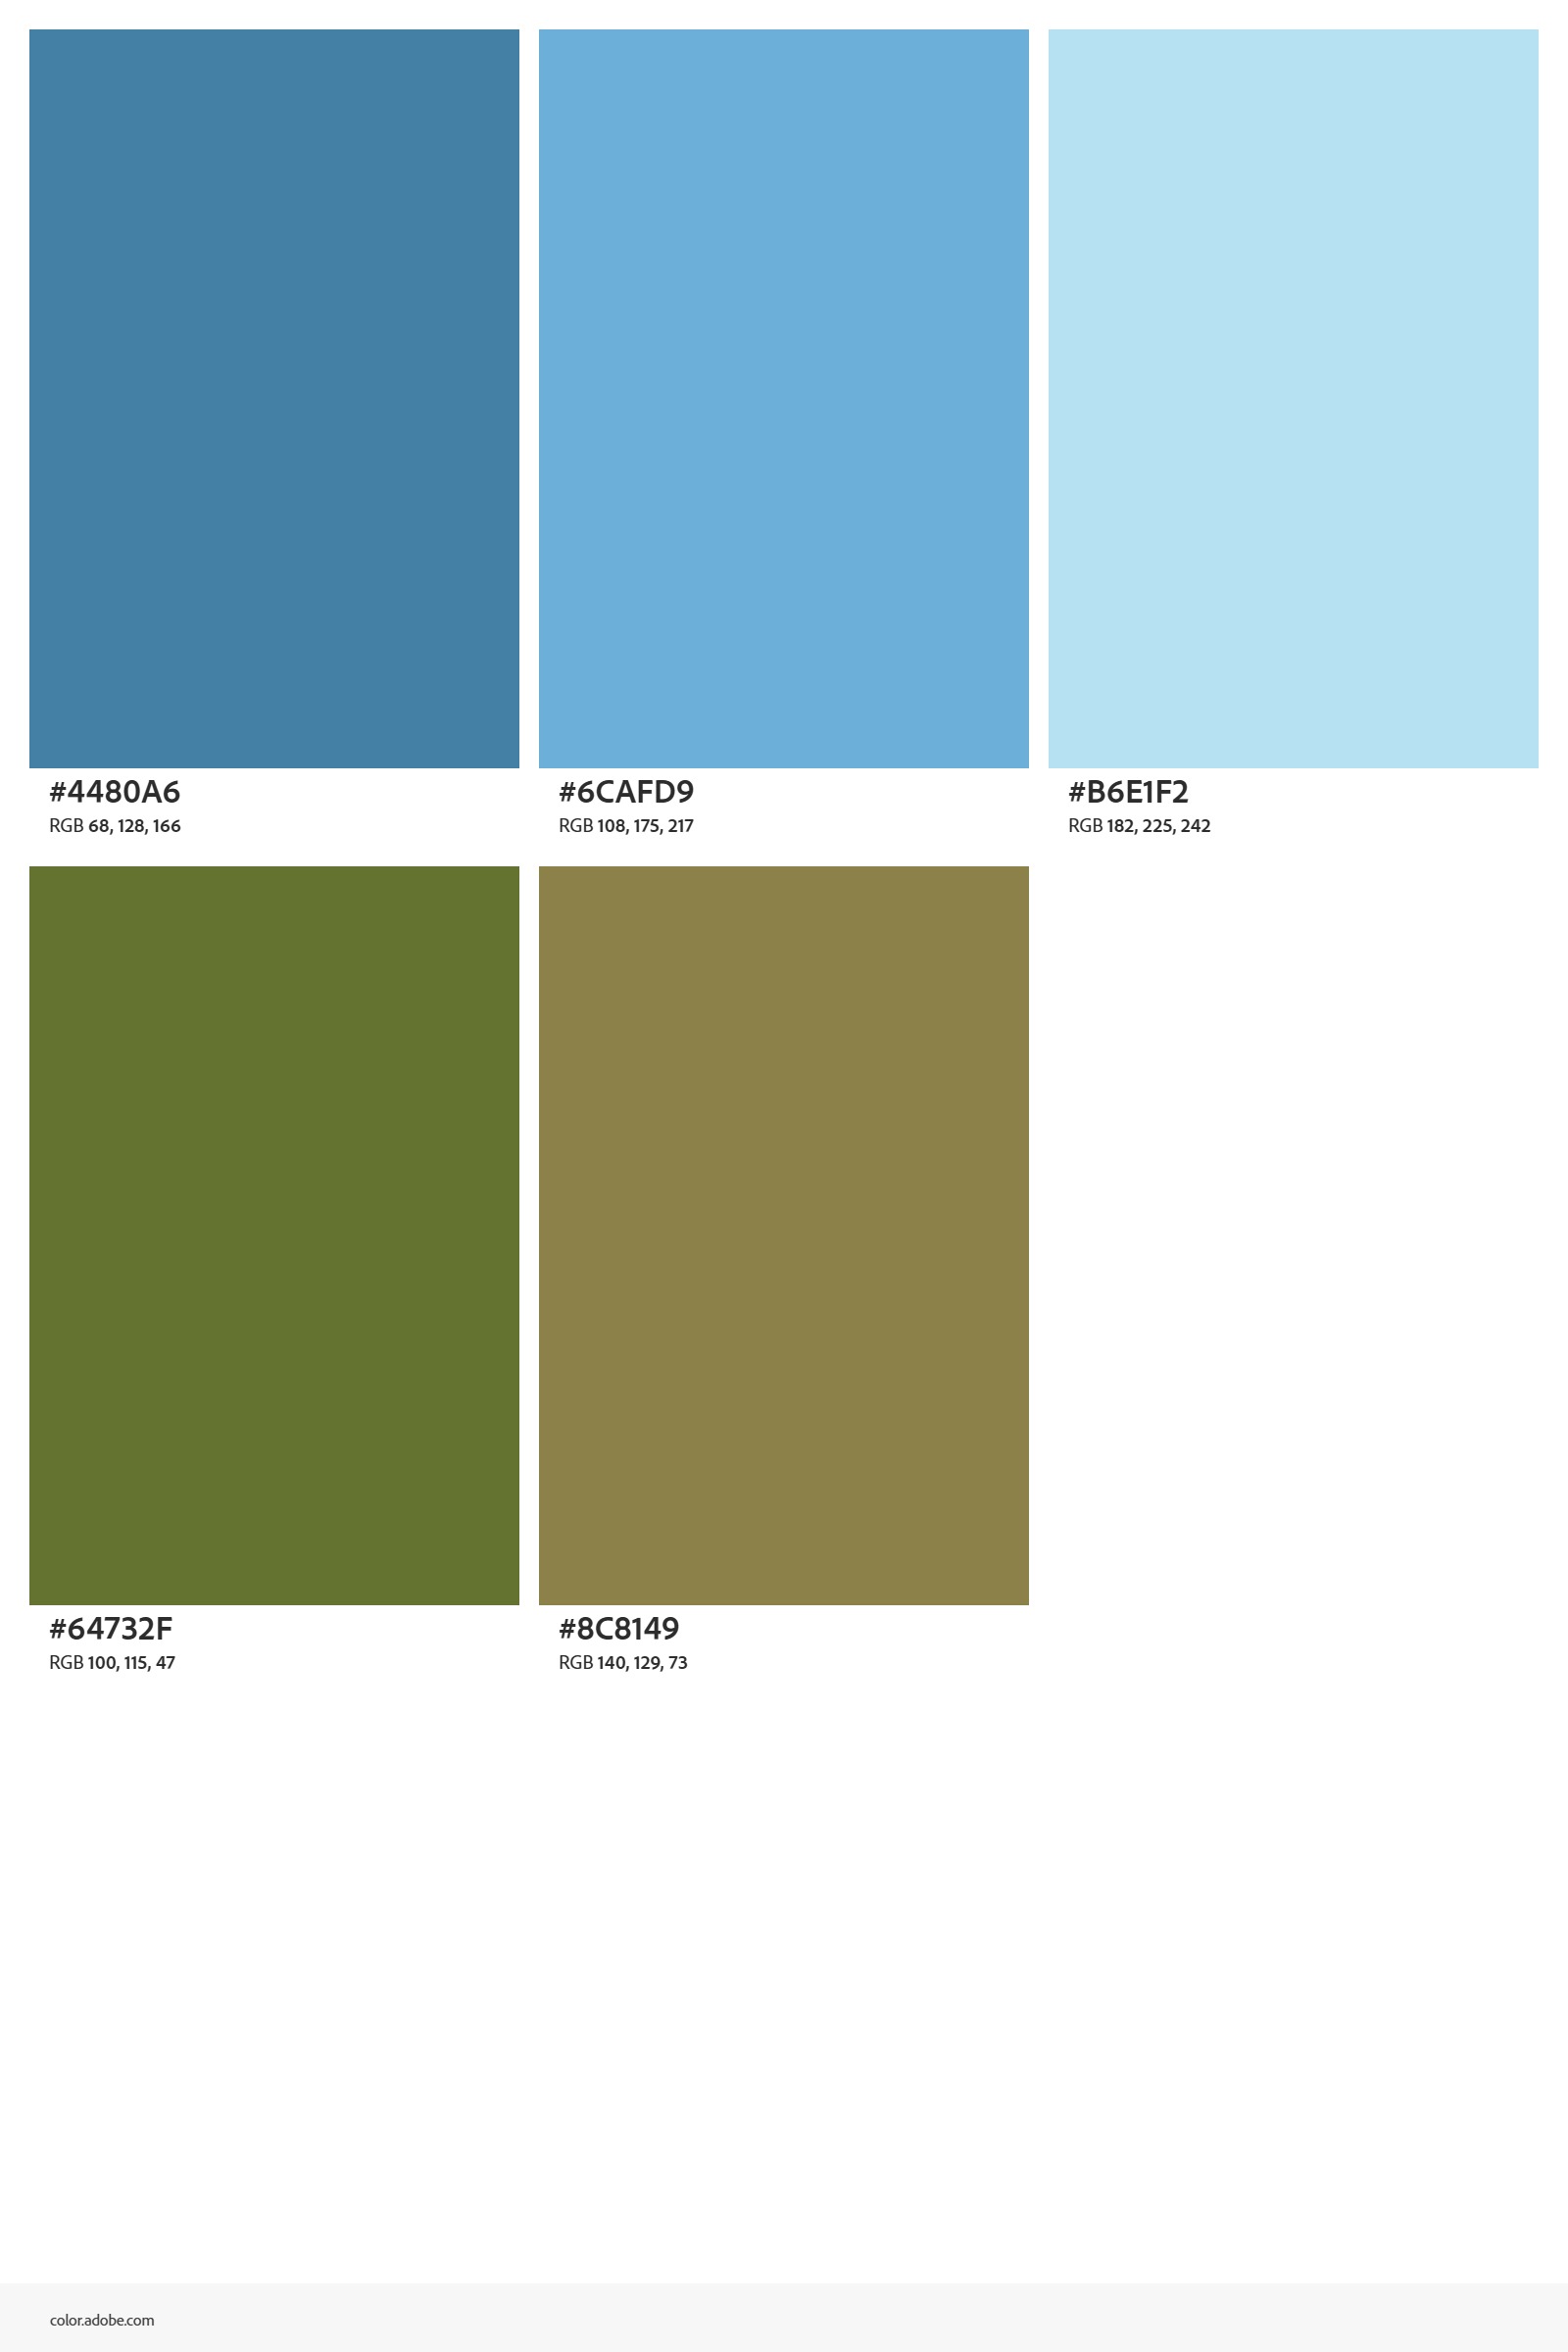 #4480A6
RGB 68, 128, 166
#6CAFD9
RGB 108, 175, 217
#B6E1F2
RGB 182, 225, 242
#64732F
RGB 100, 115, 47
#8C8149
RGB 140, 129, 73
color.adobe.com